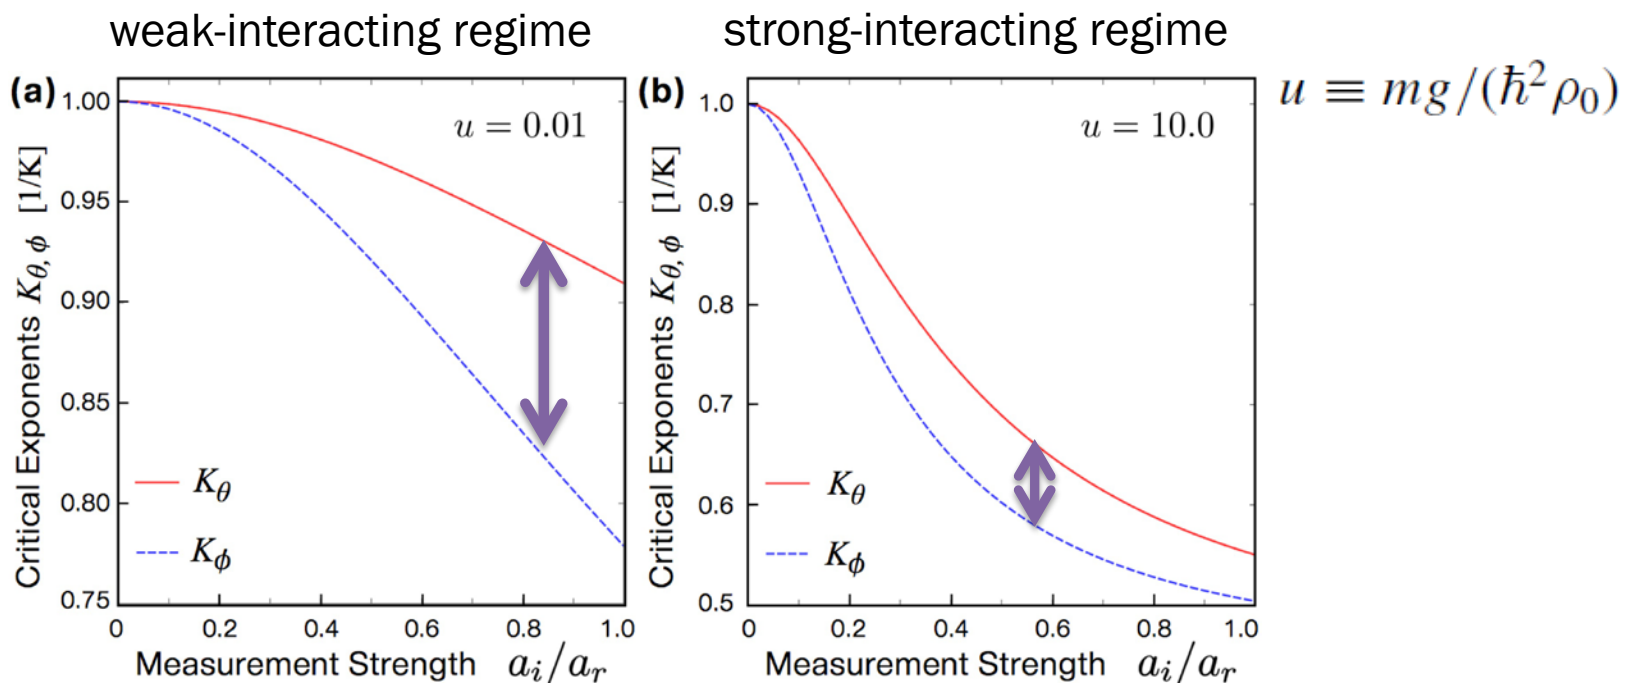 weak-interacting regime
strong-interacting regime
u ≡ mg/(ħ²ρ₀)
(a)
u = 0.01
Critical Exponents K_θ, ϕ [1/K]
1.00
0.95
0.90
0.85
0.80
0.75
K_θ
K_ϕ
0
0.2
0.4
0.6
0.8
1.0
Measurement Strength a_i/a_r
(b)
u = 10.0
Critical Exponents K_θ, ϕ [1/K]
1.0
0.9
0.8
0.7
0.6
0.5
K_θ
K_ϕ
0
0.2
0.4
0.6
0.8
1.0
Measurement Strength a_i/a_r